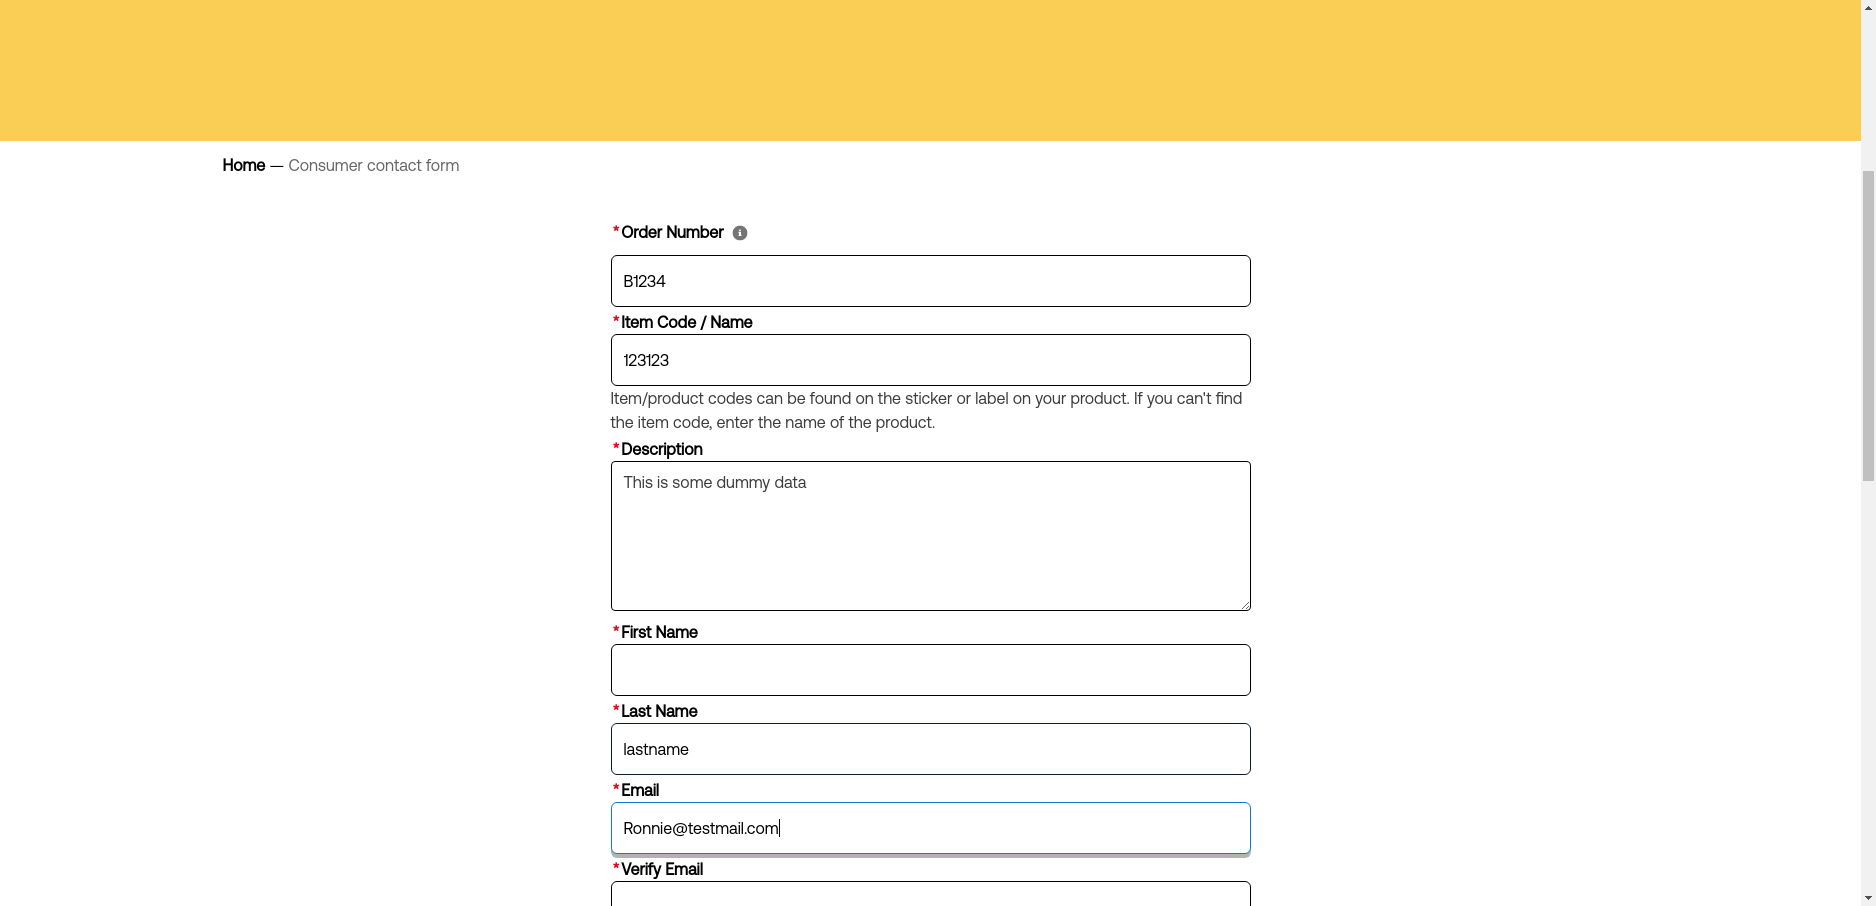 Home — Consumer contact form
*Order Number
B1234
*Item Code / Name
123123
Item/product codes can be found on the sticker or label on your product. If you can't find
the item code, enter the name of the product.
*Description
This is some dummy data
*First Name
*Last Name
lastname
*Email
Ronnie@testmail.com
*Verify Email